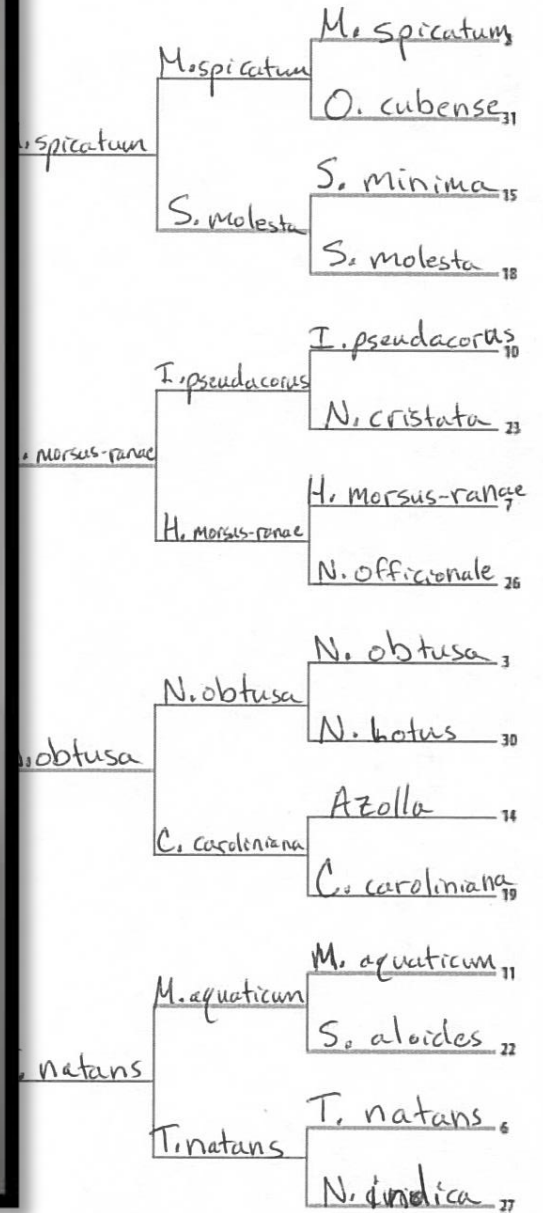 M. spicatum
M. spicatum
O. cubense 31
. spicatum
S. minima 15
S. molesta
S. molesta 18
I. pseudacorus 10
I. pseudacorus
N. cristata 23
. morsus-ranae
H. morsus-ranae 7
H. morsus-ranae
N. officionale 26
N. obtusa 3
N. obtusa
N. Lotus 30
. obtusa
Azolla 14
C. caroliniana
C. caroliniana 19
M. aquaticum 11
M. aquaticum
S. aloides 22
. natans
T. natans 6
T. natans
N. indica 27